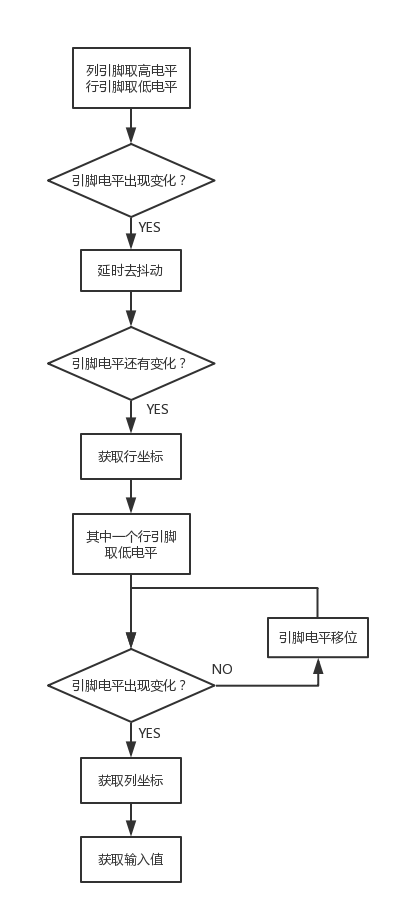 列引脚取高电平
行引脚取低电平
引脚电平出现变化？
YES
延时去抖动
引脚电平还有变化？
YES
获取行坐标
其中一个行引脚
取低电平
引脚电平移位
引脚电平出现变化？
NO
YES
获取列坐标
获取输入值